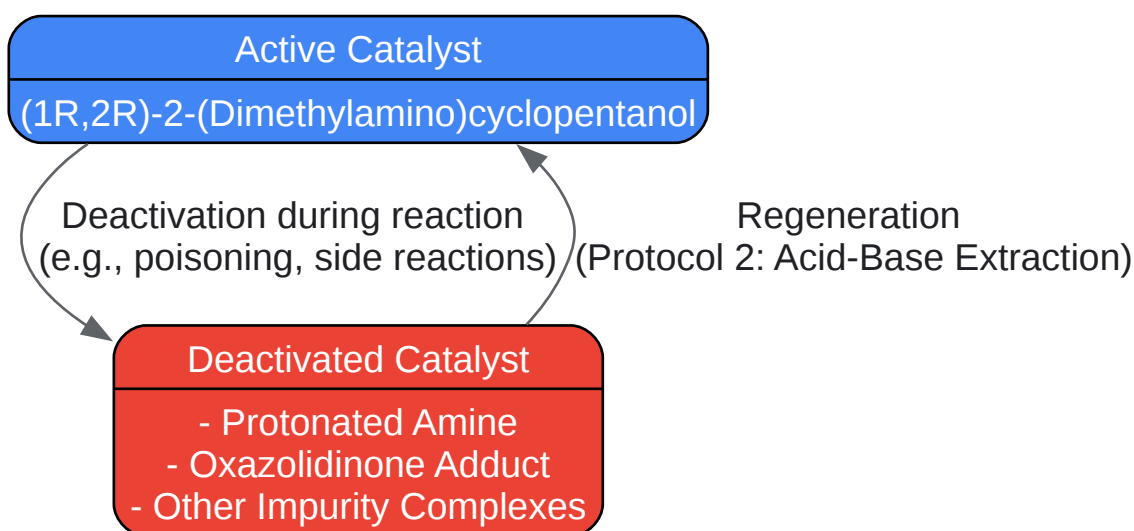 Active Catalyst
(1R,2R)-2-(Dimethylamino)cyclopentanol
Deactivation during reaction
(e.g., poisoning, side reactions)
Regeneration
(Protocol 2: Acid-Base Extraction)
Deactivated Catalyst
- Protonated Amine
- Oxazolidinone Adduct
- Other Impurity Complexes